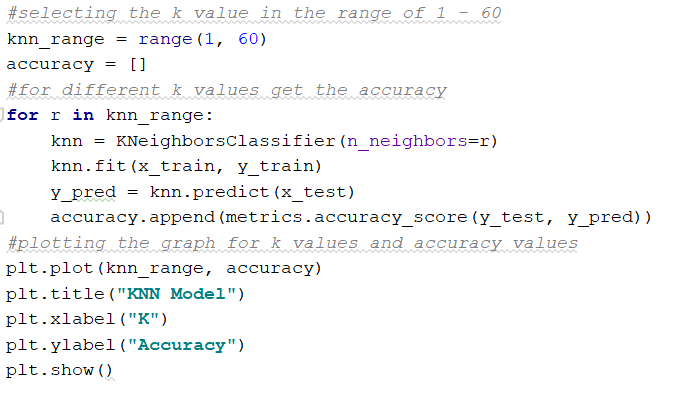 #selecting the k value in the range of 1 - 60
knn_range = range(1, 60)
accuracy = []
#for different k values get the accuracy
for r in knn_range:
    knn = KNeighborsClassifier(n_neighbors=r)
    knn.fit(x_train, y_train)
    y_pred = knn.predict(x_test)
    accuracy.append(metrics.accuracy_score(y_test, y_pred))
#plotting the graph for k values and accuracy values
plt.plot(knn_range, accuracy)
plt.title("KNN Model")
plt.xlabel("K")
plt.ylabel("Accuracy")
plt.show()